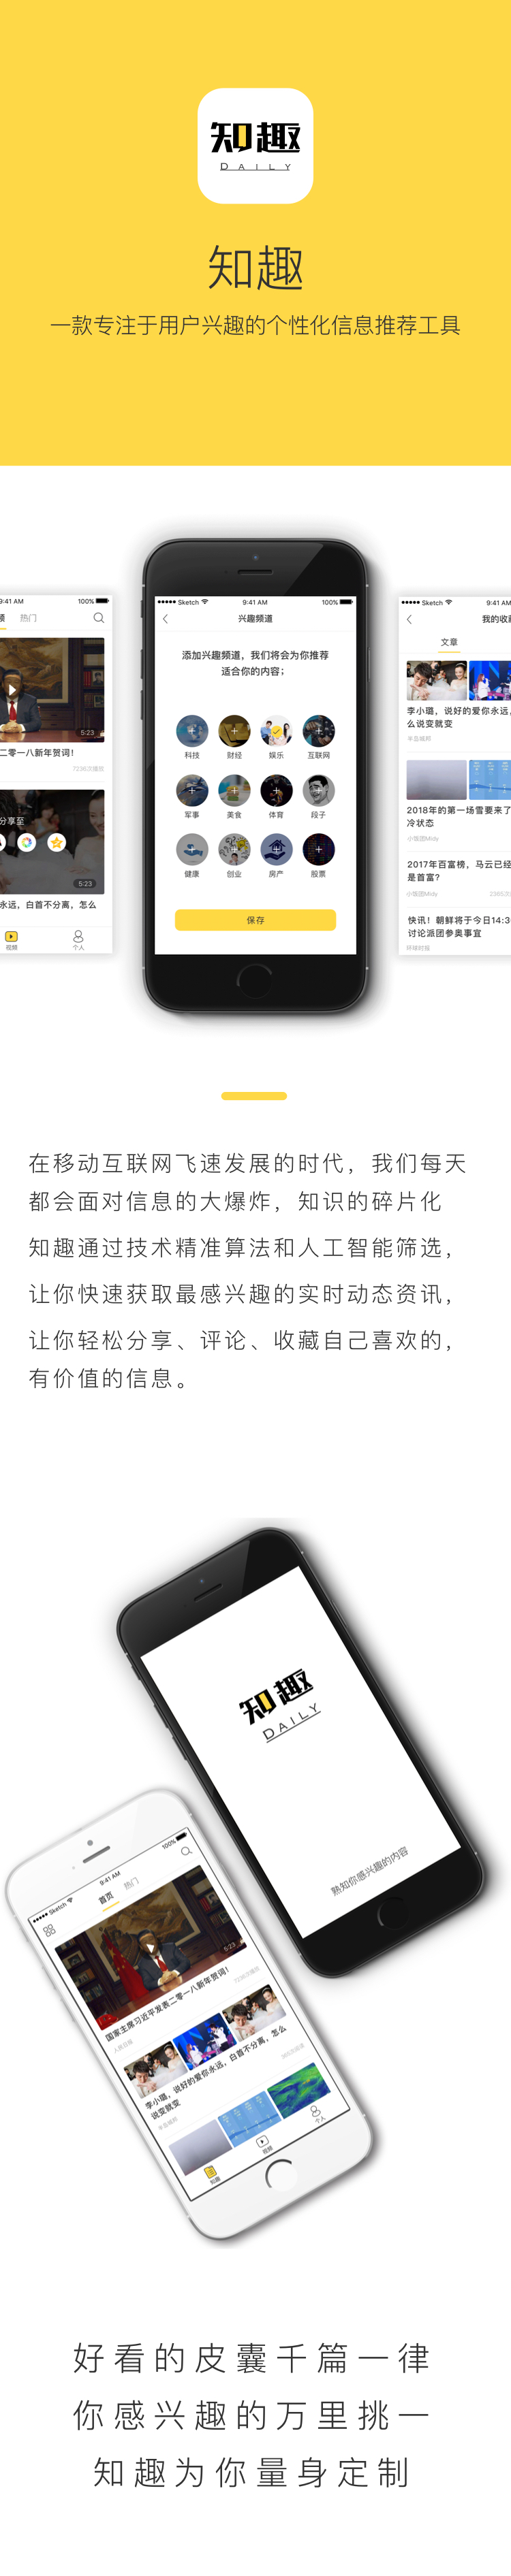 知趣
DAILY
知趣
一款专注于用户兴趣的个性化信息推荐工具
9:41 AM 100%
频 热门
5:23
二零一八新年贺词！
7236次播放
分享至
5:23
永远，白首不分离，怎么
视频 个人
Sketch 9:41 AM 100%
兴趣频道
添加兴趣频道，我们将会为你推荐
适合你的内容；
科技 财经 娱乐 互联网
军事 美食 体育 段子
健康 创业 房产 股票
保存
Sketch 9:41 AM
我的收藏
文章
李小璐，说好的爱你永远，
么说变就变
半岛城邦
2018年的第一场雪要来了
冷状态
小饭团Midy
2017年百富榜，马云已经
是首富？
小饭团Midy 2365次
快讯！朝鲜将于今日14:3
讨论派团参奥事宜
环球时报
在移动互联网飞速发展的时代，我们每天
都会面对信息的大爆炸，知识的碎片化
知趣通过技术精准算法和人工智能筛选，
让你快速获取最感兴趣的实时动态资讯，
让你轻松分享、评论、收藏自己喜欢的，
有价值的信息。
知趣
DAILY
熟知你感兴趣的内容
Sketch 9:41 AM 100%
首页 热门
5:23
国家主席习近平发表二零一八新年贺词！
人民日报 7236次播放
李小璐，说好的爱你永远，白首不分离，怎么
说变就变
半岛城邦
知趣 视频 个人
好看的皮囊千篇一律
你感兴趣的万里挑一
知趣为你量身定制